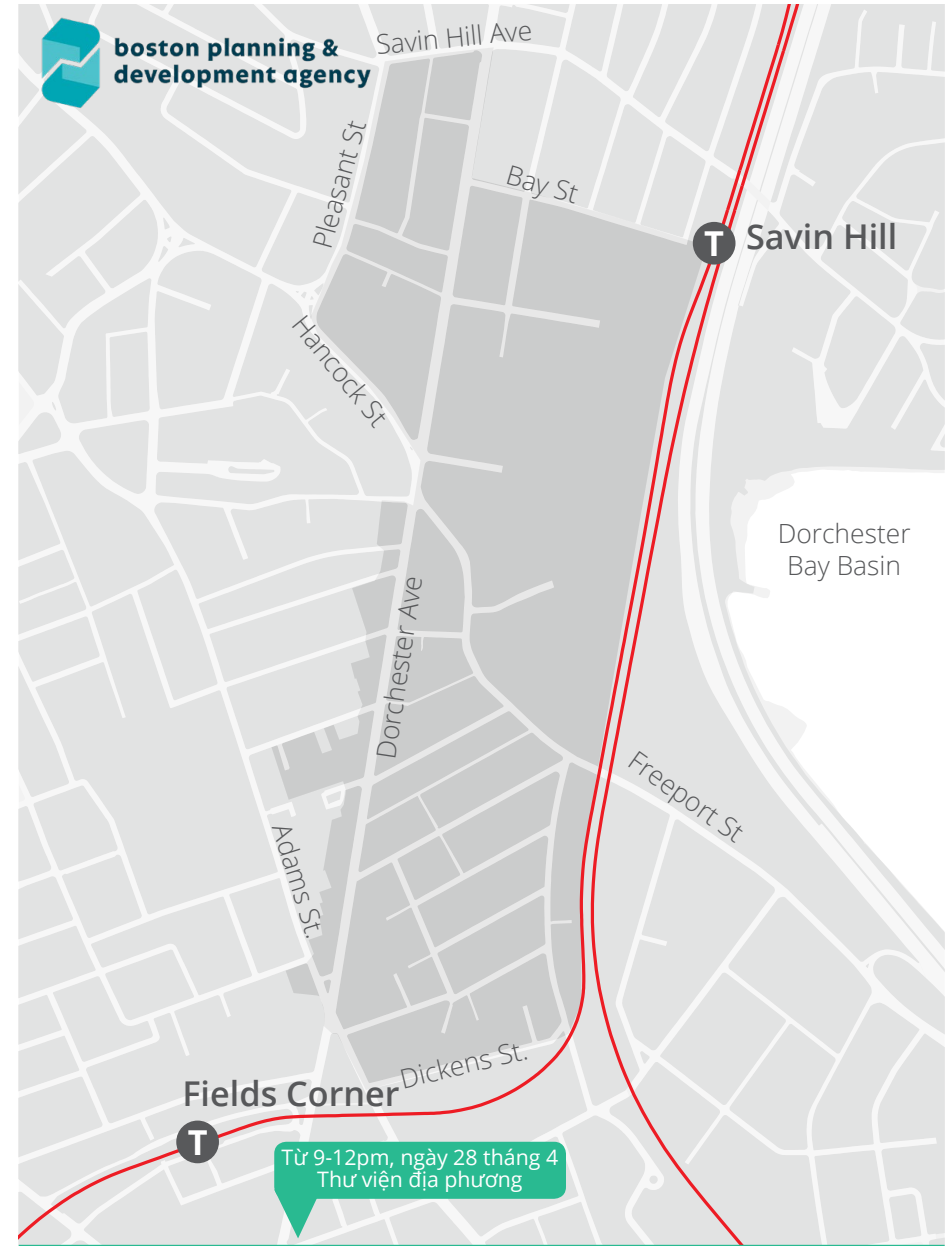 boston planning &
development agency
Savin Hill Ave
Pleasant St
Bay St
T Savin Hill
Hancock St
Dorchester
Bay Basin
Dorchester Ave
Freeport St
Adams St.
Dickens St.
Fields Corner
T
Từ 9-12pm, ngày 28 tháng 4
Thư viện địa phương